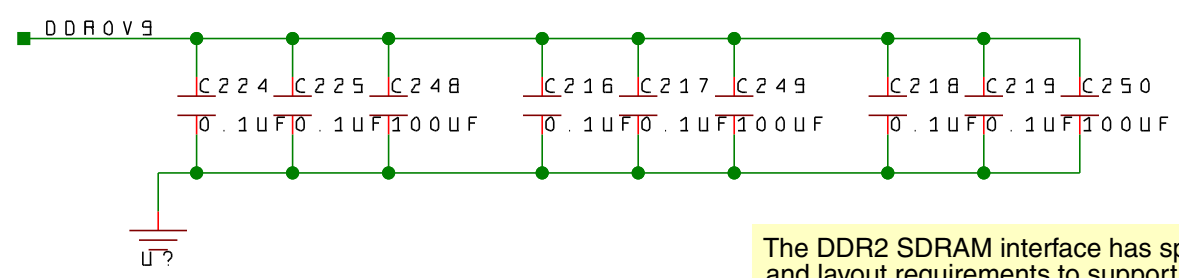 DDR0V9
C224 C225 C248 C216 C217 C249 C218 C219 C250
0.1UF 0.1UF 100UF 0.1UF 0.1UF 100UF 0.1UF 0.1UF 100UF
U?
The DDR2 SDRAM interface has sp
and layout requirements to support